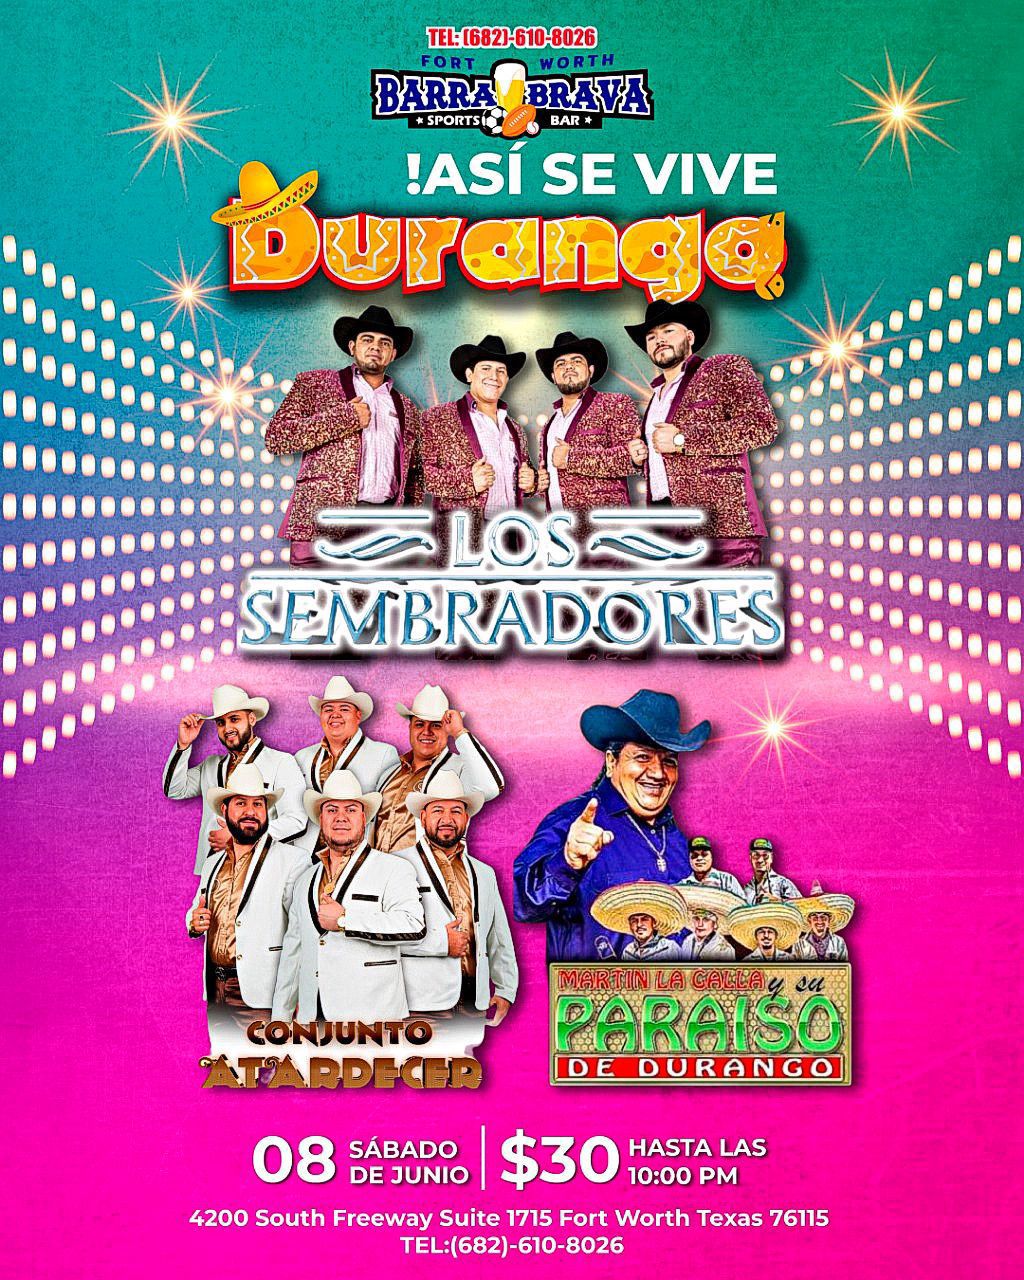 TEL: (682)-610-8026
FORT WORTH
BARRA BRAVA
SPORTS BAR
!ASÍ SE VIVE
Durango
LOS
SEMBRADORES
CONJUNTO
ATARDECER
MARTIN LA CALLA y su
PARAISO
DE DURANGO
08 SÁBADO
DE JUNIO
$30 HASTA LAS
10:00 PM
4200 South Freeway Suite 1715 Fort Worth Texas 76115
TEL:(682)-610-8026